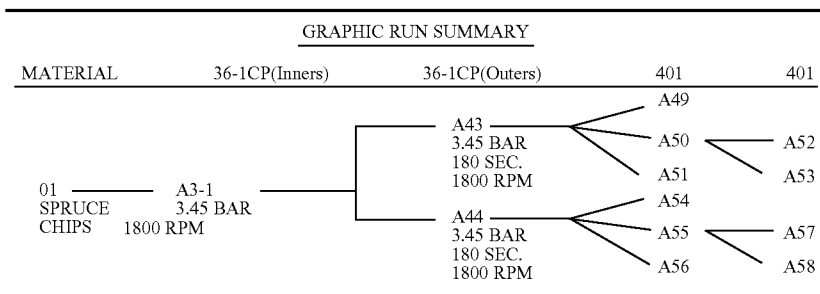 GRAPHIC RUN SUMMARY
MATERIAL 36-1CP(Inners) 36-1CP(Outers) 401 401
A49
A43
3.45 BAR
180 SEC.
1800 RPM
A50 A52
A51 A53
01 A3-1
SPRUCE 3.45 BAR
CHIPS 1800 RPM
A54
A44
3.45 BAR
180 SEC.
1800 RPM
A55 A57
A56 A58